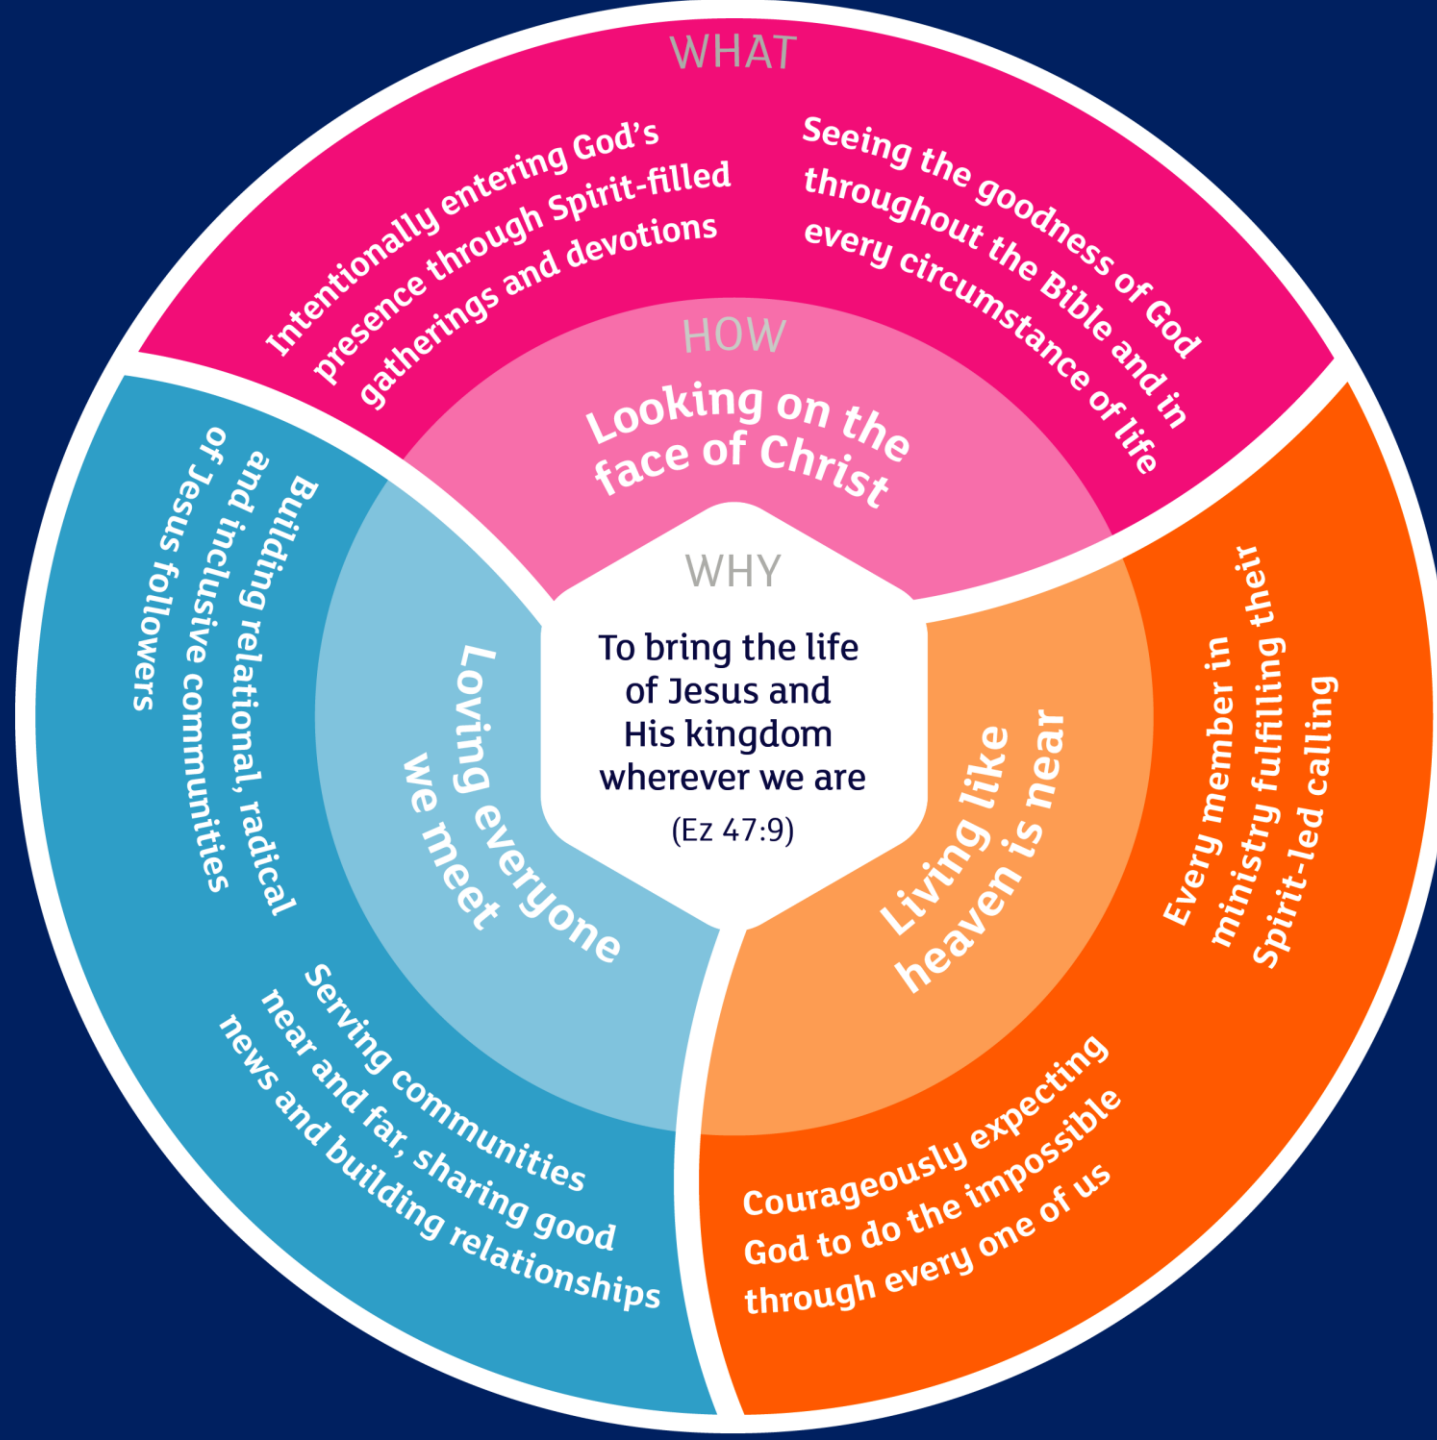 WHAT
Intentionally entering God's
presence through Spirit-filled
gatherings and devotions
Seeing the goodness of God
throughout the Bible and in
every circumstance of life
HOW
Looking on the
face of Christ
WHY
To bring the life
of Jesus and
His kingdom
wherever we are
(Ez 47:9)
Living like
heaven is near
Every member in
ministry fulfilling their
Spirit-led calling
Courageously expecting
God to do the impossible
through every one of us
Loving everyone
we meet
Building relational, radical
and inclusive communities
of Jesus followers
Serving communities
near and far, sharing good
news and building relationships